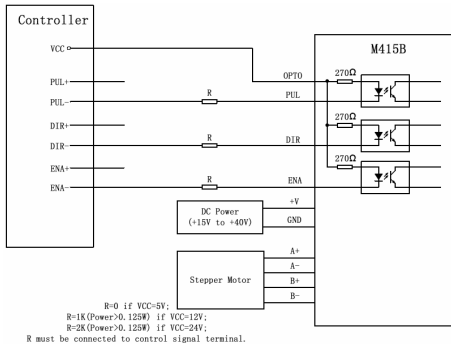 Controller
M415B
VCC
270Ω
OPTO
PUL+
R
PUL
PUL-
270Ω
DIR+
R
DIR
DIR-
270Ω
ENA+
R
ENA
ENA-
+V
DC Power
(+15V to +40V)
GND
A+
A-
Stepper Motor
B+
B-
R=0 if VCC=5V;
R=1K(Power>0.125W) if VCC=12V;
R=2K(Power>0.125W) if VCC=24V;
R must be connected to control signal terminal.